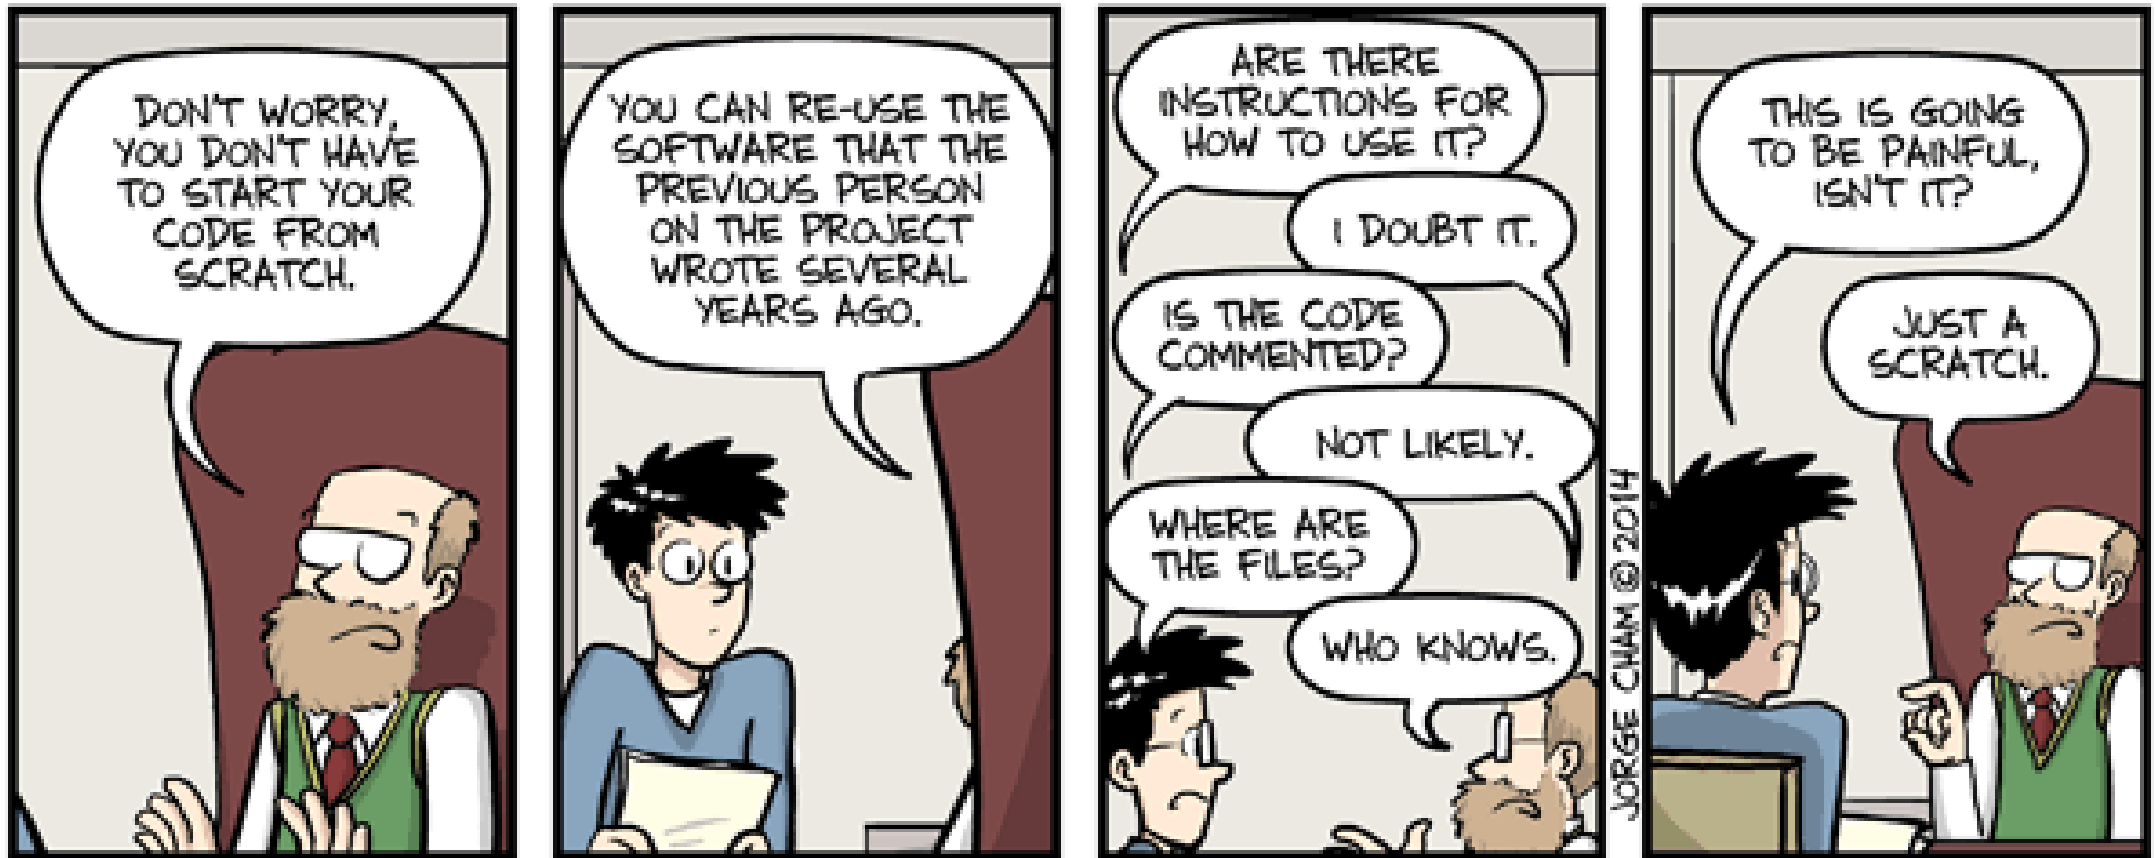 DON'T WORRY,
YOU DON'T HAVE
TO START YOUR
CODE FROM
SCRATCH.
YOU CAN RE-USE THE
SOFTWARE THAT THE
PREVIOUS PERSON
ON THE PROJECT
WROTE SEVERAL
YEARS AGO.
ARE THERE
INSTRUCTIONS FOR
HOW TO USE IT?
I DOUBT IT.
IS THE CODE
COMMENTED?
NOT LIKELY.
WHERE ARE
THE FILES?
WHO KNOWS.
THIS IS GOING
TO BE PAINFUL,
ISN'T IT?
JUST A
SCRATCH.
JORGE CHAM © 2014